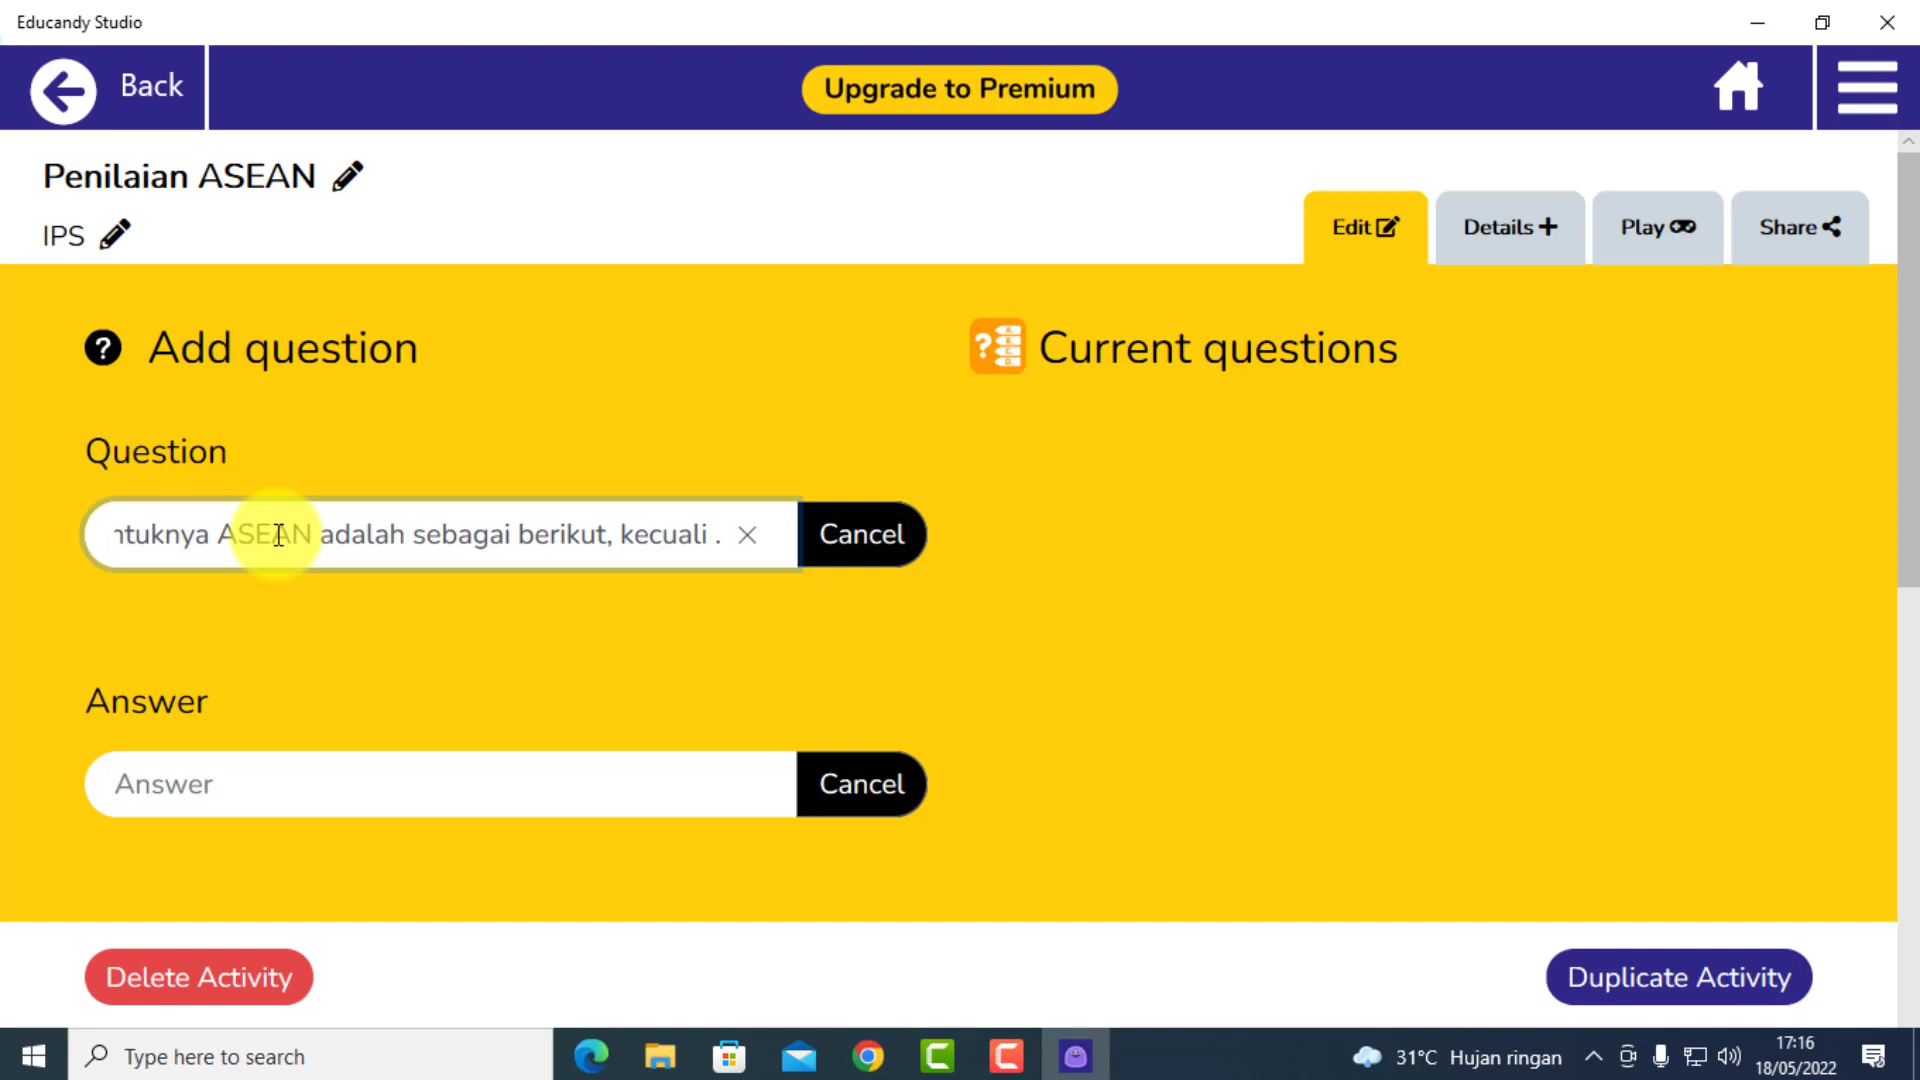 Educandy Studio
Back
Upgrade to Premium
Penilaian ASEAN
IPS
Edit
Details
Play
Share
Add question
Current questions
Question
ntuknya ASEAN adalah sebagai berikut, kecuali .
Cancel
Answer
Answer
Cancel
Delete Activity
Duplicate Activity
Type here to search
31°C Hujan ringan
17:16
18/05/2022